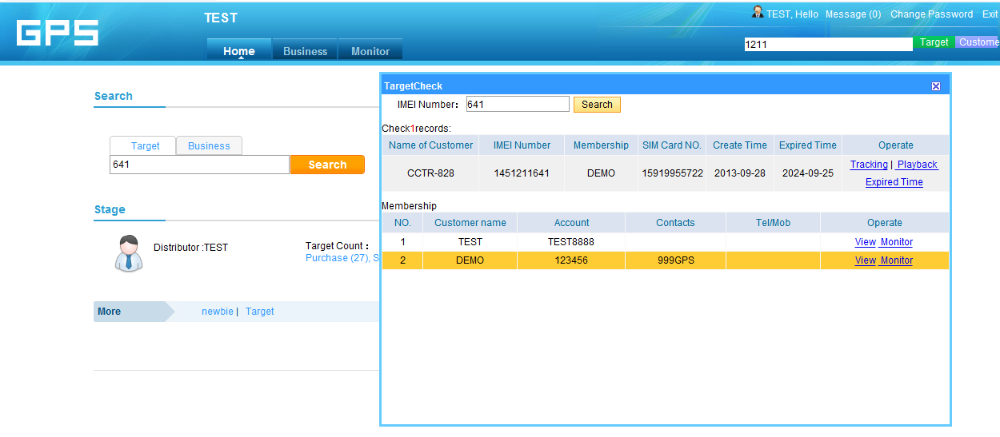 GPS
TEST
TEST, Hello Message (0) Change Password Exit
Home Business Monitor
1211 Target Custome
Search
Target Business
641 Search
Stage
Distributor :TEST
Target Count :
Purchase (27), S
More newbie | Target
TargetCheck
IMEI Number: 641 Search
Check1records:
Name of Customer IMEI Number Membership SIM Card NO. Create Time Expired Time Operate
CCTR-828 1451211641 DEMO 15919955722 2013-09-28 2024-09-25 Tracking | Playback
Expired Time
Membership
NO. Customer name Account Contacts Tel/Mob Operate
1 TEST TEST8888 View Monitor
2 DEMO 123456 999GPS View Monitor